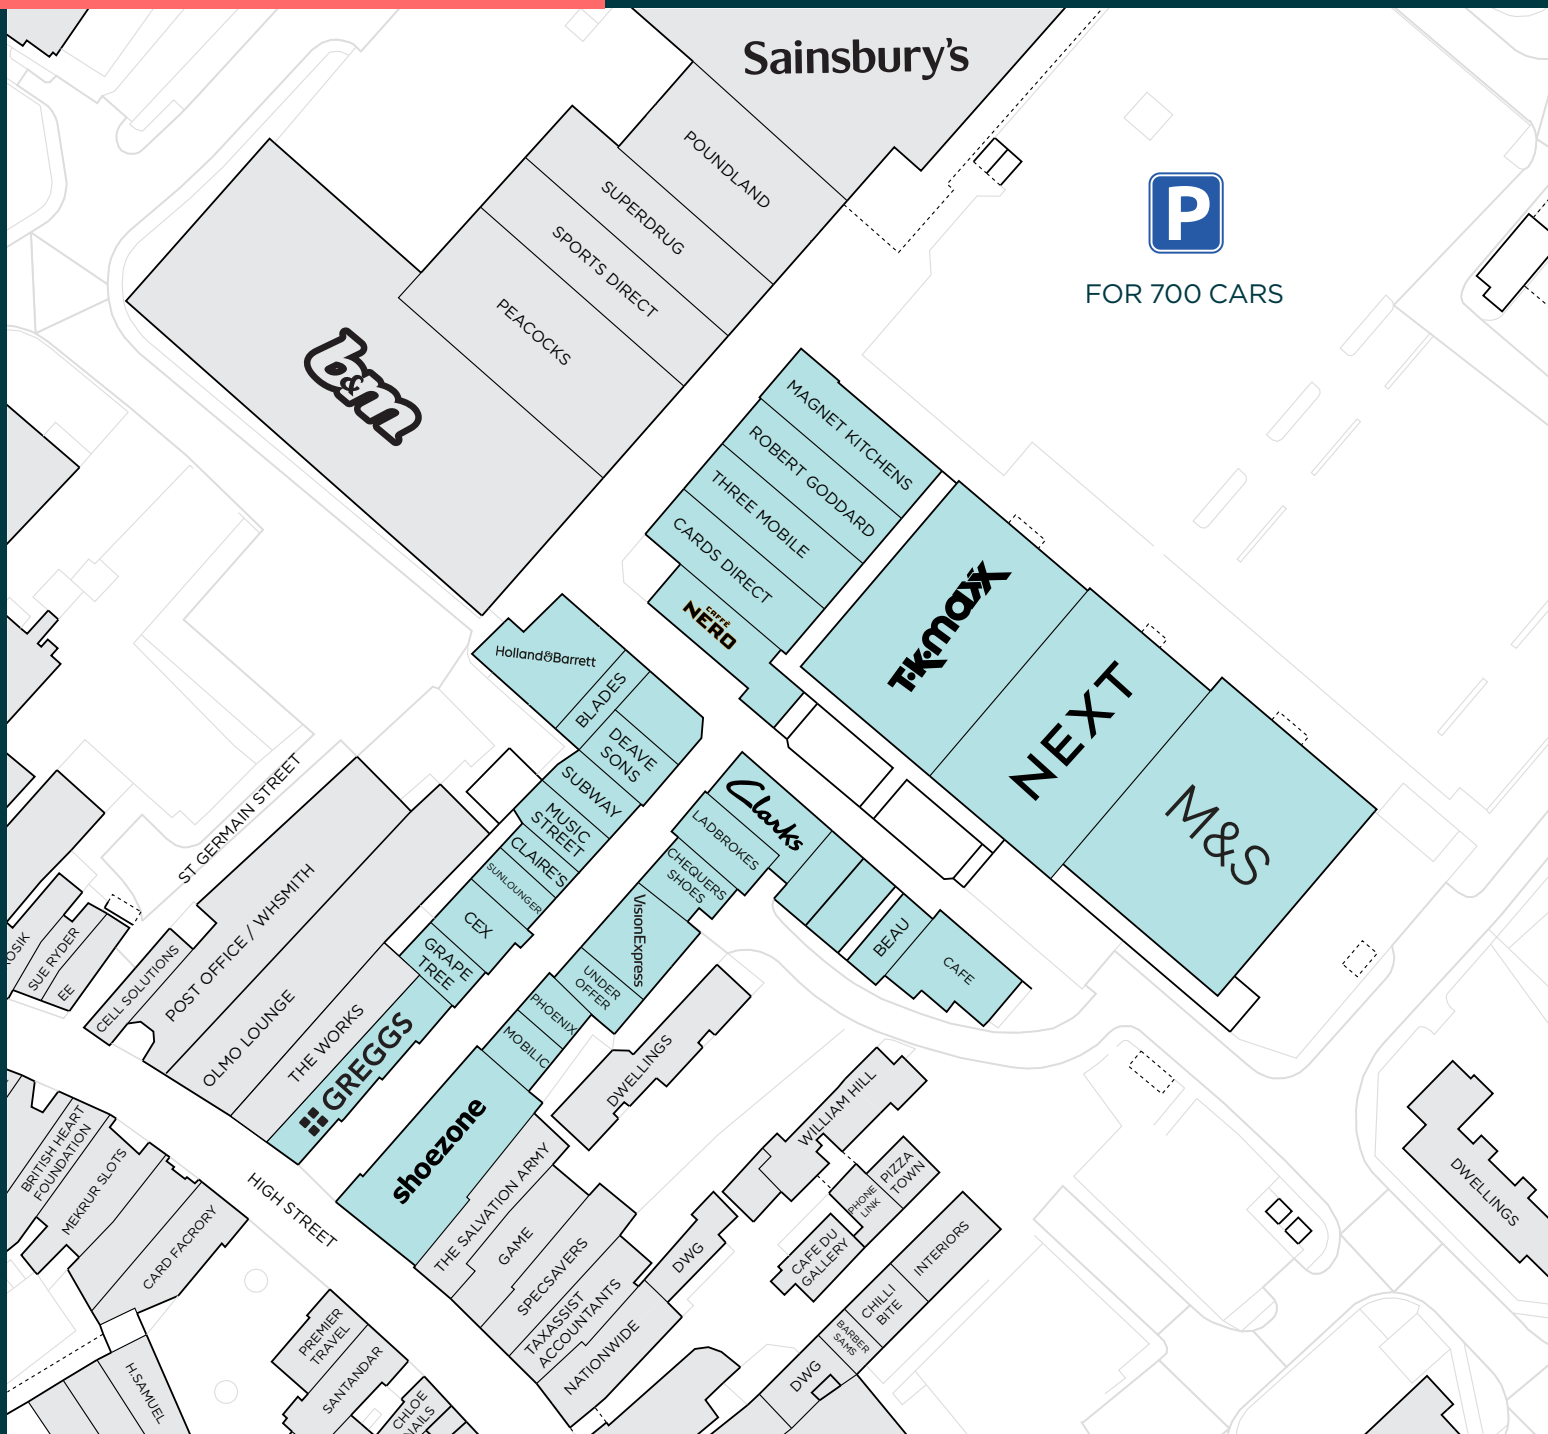 Sainsbury's
POUNDLAND
SUPERDRUG
SPORTS DIRECT
PEACOCKS
b&m
P
FOR 700 CARS
MAGNET KITCHENS
ROBERT GODDARD
THREE MOBILE
CARDS DIRECT
CAFFÈ
NERO
TK maxx
NEXT
M&S
Holland&Barrett
BLADES
DEAVE
SONS
SUBWAY
MUSIC
STREET
CLAIRE'S
SUNLOUNGER
CEX
GRAPE
TREE
GREGGS
Clarks
LADBROKES
CHEQUERS
SHOES
VisionExpress
UNDER
OFFER
PHOENIX
MOBILIC
shoezone
BEAU
CAFE
ST GERMAIN STREET
POST OFFICE / WHSMITH
CELL SOLUTIONS
OLMO LOUNGE
THE WORKS
OSIK
SUE RYDER
EE
BRITISH HEART
FOUNDATION
MEKRUR SLOTS
CARD FACRORY
HIGH STREET
H.SAMUEL
PREMIER
TRAVEL
SANTANDAR
CHLOE
NAILS
THE SALVATION ARMY
GAME
SPECSAVERS
TAXASSIST
ACCOUNTANTS
NATIONWIDE
DWG
DWELLINGS
WILLIAM HILL
PIZZA
TOWN
PHONE
LINK
CAFE DU
GALLERY
INTERIORS
CHILLI
BITE
BARBER
SAMS
DWG
DWELLINGS